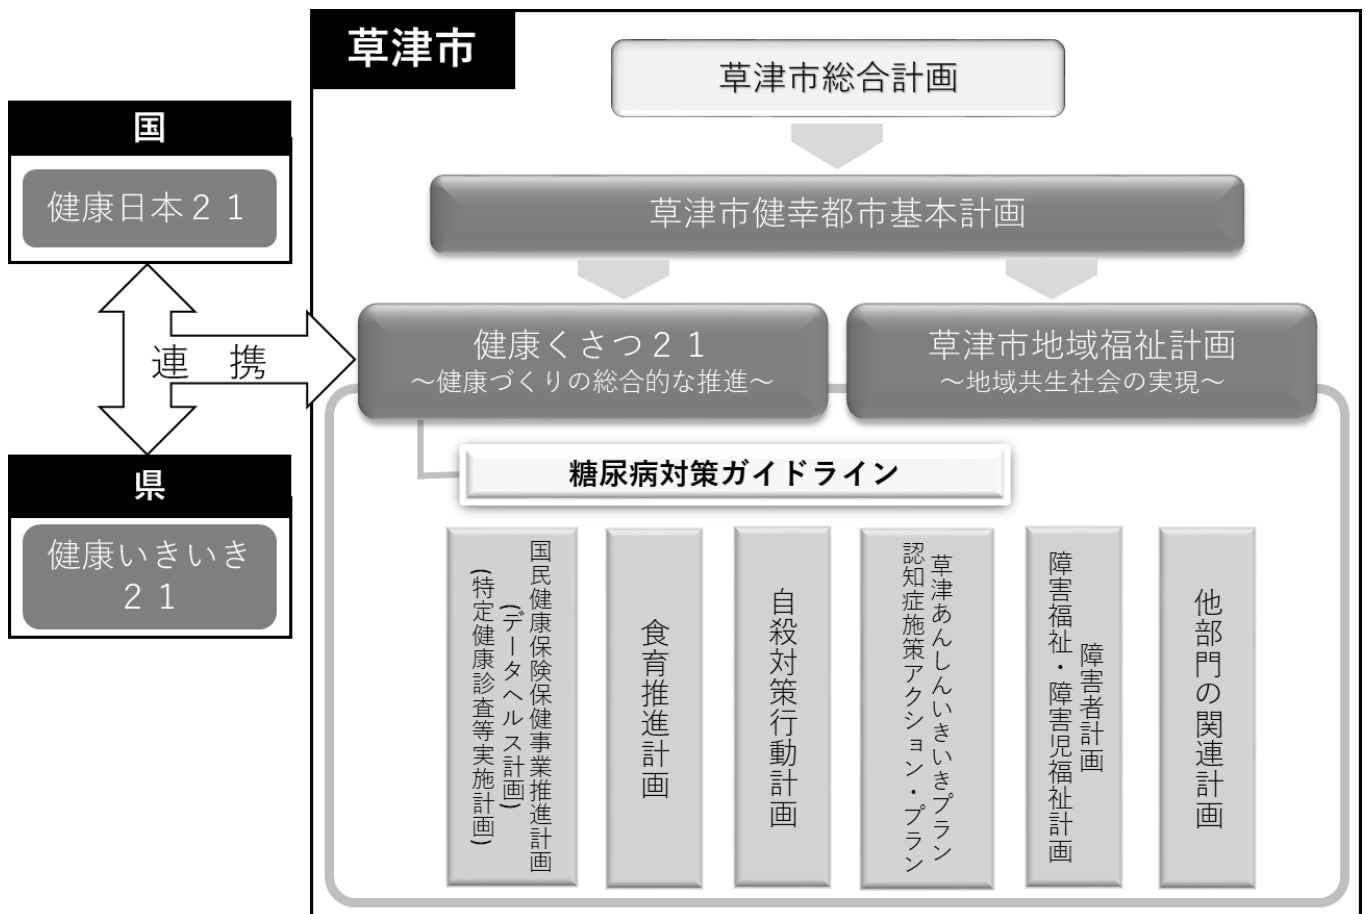 草津市
草津市総合計画
国
健康日本２１
草津市健幸都市基本計画
連　携
健康くさつ２１
～健康づくりの総合的な推進～
草津市地域福祉計画
～地域共生社会の実現～
県
健康いきいき
２１
糖尿病対策ガイドライン
国民健康保険保健事業推進計画
(データヘルス計画)
(特定健康診査等実施計画)
食育推進計画
自殺対策行動計画
草津あんしんいきいきプラン
認知症施策アクション・プラン
障害者計画
障害福祉・障害児福祉計画
他部門の関連計画